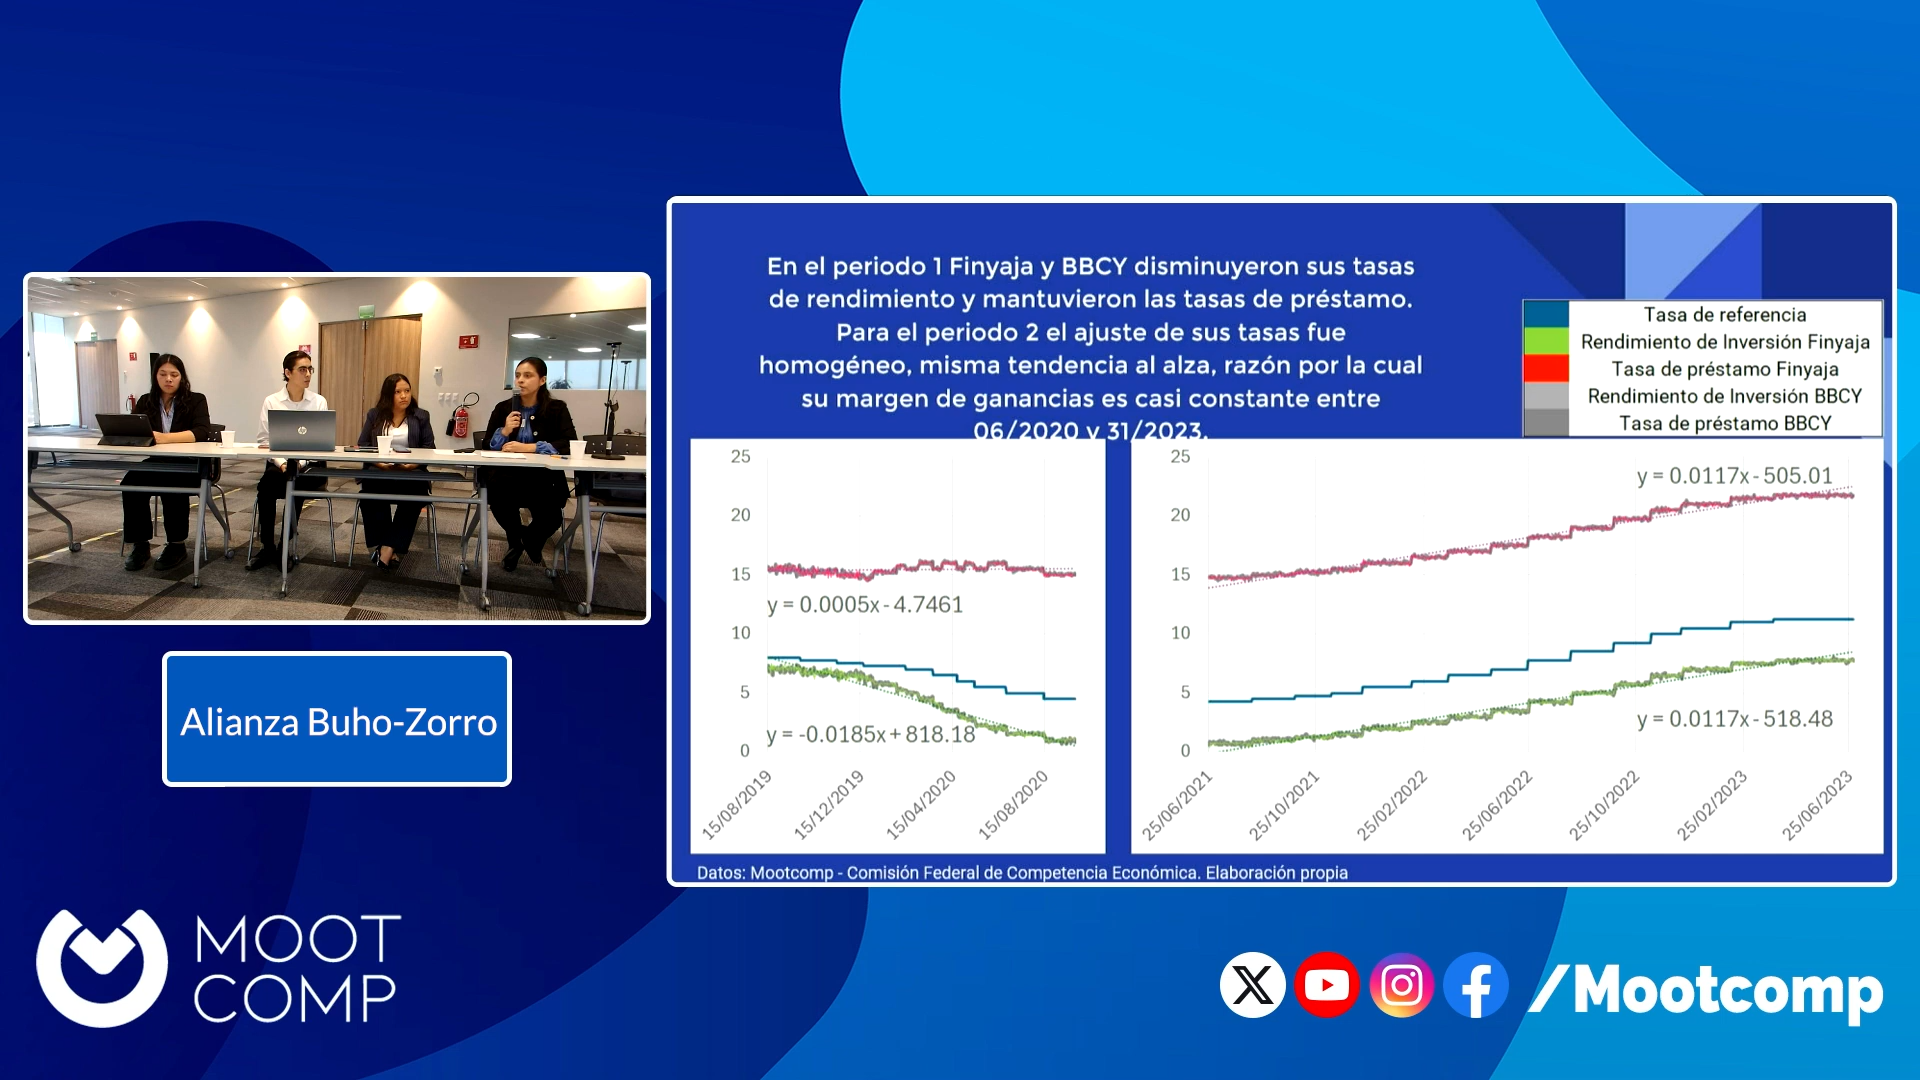 En el periodo 1 Finyaja y BBCY disminuyeron sus tasas
de rendimiento y mantuvieron las tasas de préstamo.
Para el periodo 2 el ajuste de sus tasas fue
homogéneo, misma tendencia al alza, razón por la cual
su margen de ganancias es casi constante entre
06/2020 y 31/2023.
Tasa de referencia
Rendimiento de Inversión Finyaja
Tasa de préstamo Finyaja
Rendimiento de Inversión BBCY
Tasa de préstamo BBCY
25
20
15
10
5
0
y = 0.0005x - 4.7461
y = -0.0185x + 818.18
15/08/2019
15/12/2019
15/04/2020
15/08/2020
25
20
15
10
5
0
y = 0.0117x - 505.01
y = 0.0117x - 518.48
25/06/2021
25/10/2021
25/02/2022
25/06/2022
25/10/2022
25/02/2023
25/06/2023
Datos: Mootcomp - Comisión Federal de Competencia Económica. Elaboración propia
hp
Alianza Buho-Zorro
MOOT
COMP
/Mootcomp